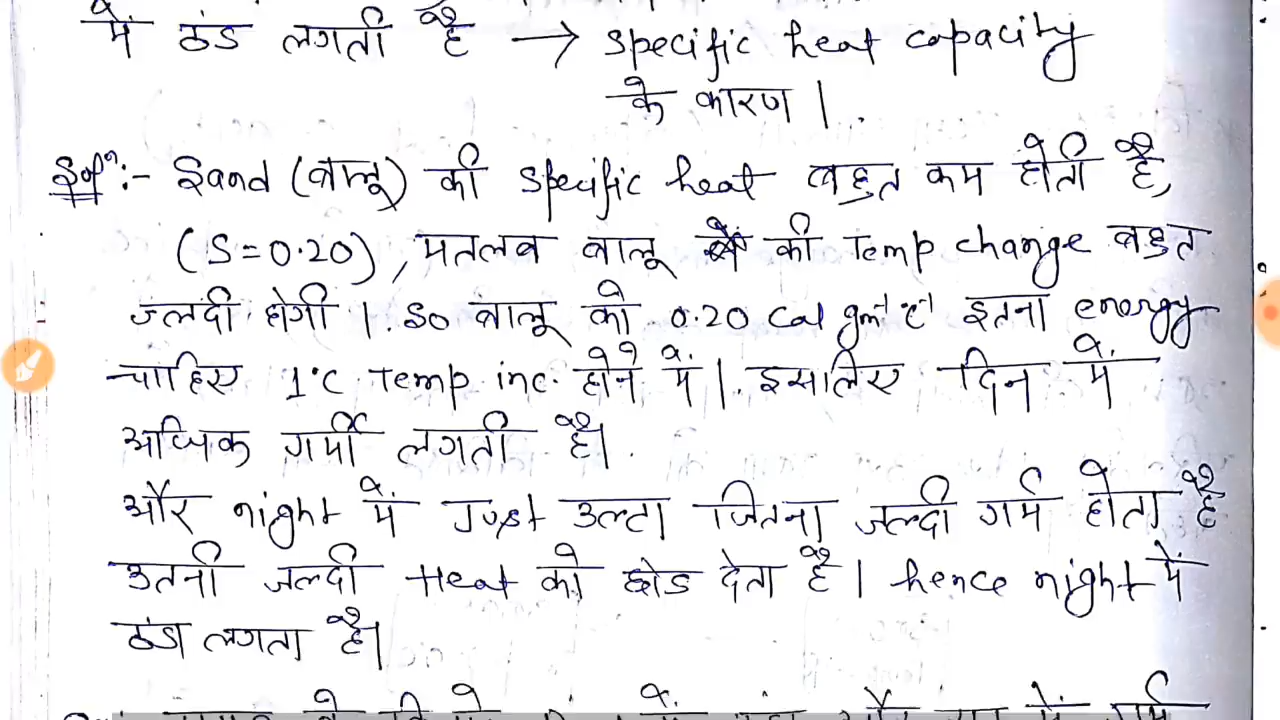 में ठंड लगती है → specific heat capacity
के कारण |.
Solⁿ:- Sand (बालू) की specific heat बहुत कम होती है,
(S=0.20), मतलब बालू की Temp change बहुत
जलदी होगी |. so बालू को 0.20 cal gm⁻¹ c⁻¹ इतना energy
चाहिए 1°C Temp inc. होने में |. इसलिए दिन में
अधिक गर्मी लगती है।
और night में Just उल्टा जितना जल्दी गर्म होता है
उतनी जल्दी Heat को छोड देता है | hence night में
ठंडा लगता है।